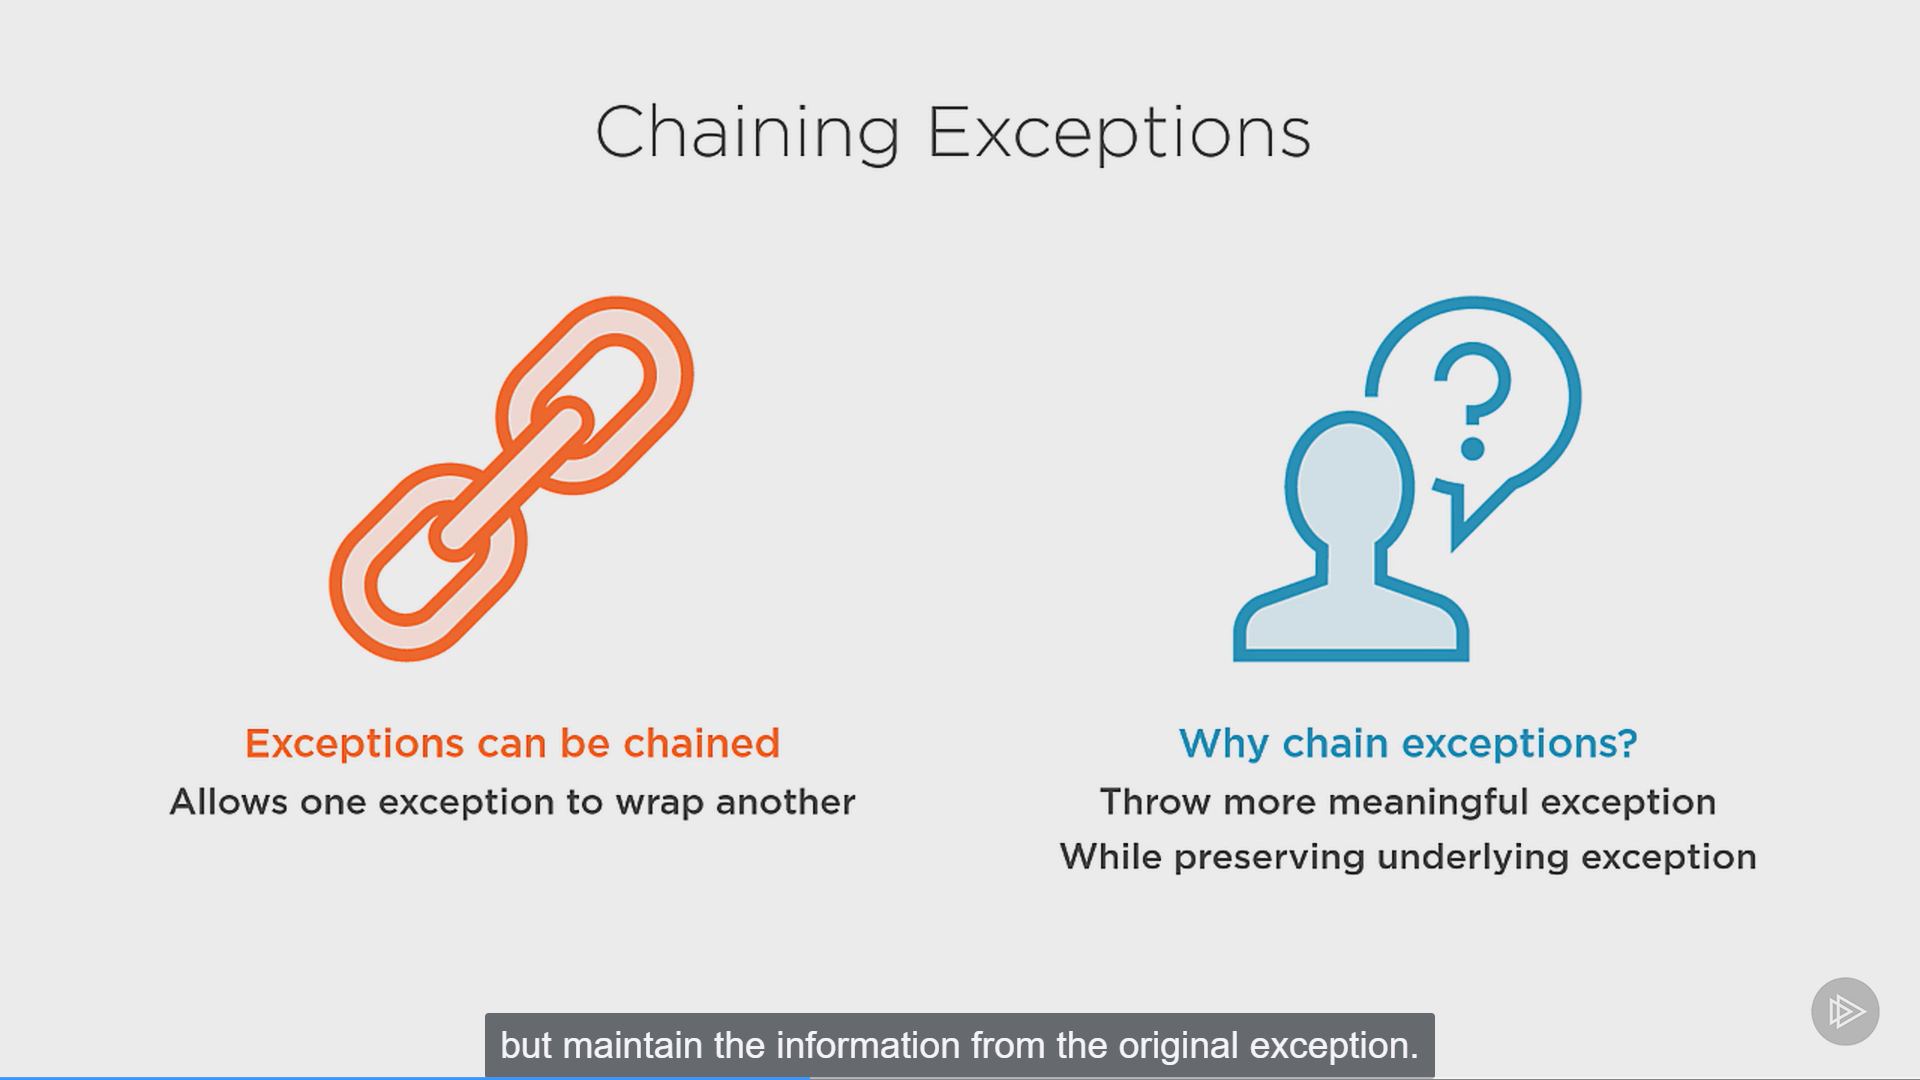 Chaining Exceptions
Exceptions can be chained
Allows one exception to wrap another
Why chain exceptions?
Throw more meaningful exception
While preserving underlying exception
but maintain the information from the original exception.